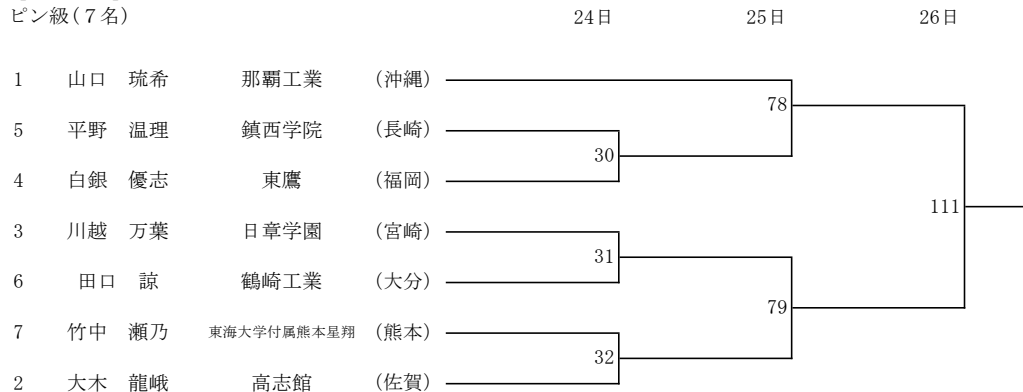 ピン級(7名) 24日 25日 26日
1 山口 琉希 那覇工業 (沖縄)
78
5 平野 温理 鎮西学院 (長崎)
30
4 白銀 優志 東鷹 (福岡)
111
3 川越 万葉 日章学園 (宮崎)
31
6 田口 諒 鶴崎工業 (大分)
79
7 竹中 瀬乃 東海大学付属熊本星翔 (熊本)
32
2 大木 龍峨 高志館 (佐賀)